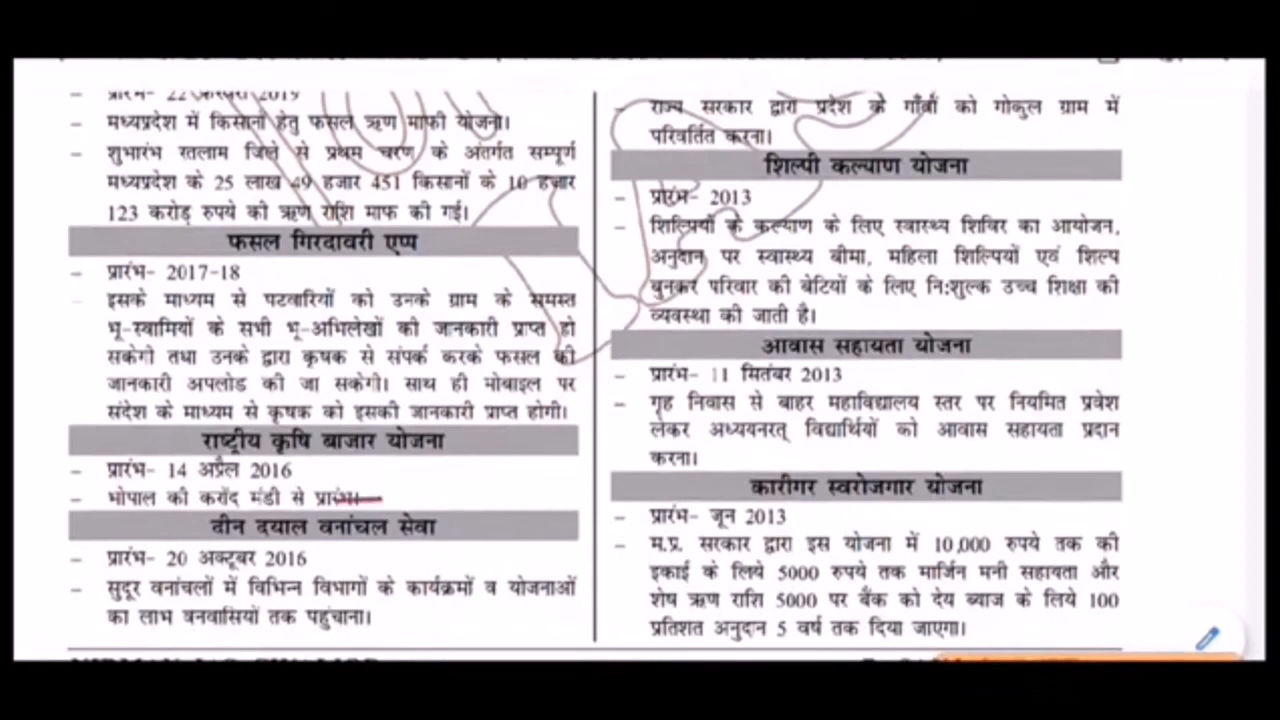 प्रारंभ- 22 फरवरी 2019
– मध्यप्रदेश में किसानों हेतु फसल ऋण माफी योजना।
– शुभारंभ रतलाम जिले से प्रथम चरण के अंतर्गत सम्पूर्ण
मध्यप्रदेश के 25 लाख 49 हजार 451 किसानों के 10 हजार
123 करोड़ रुपये की ऋण राशि माफ की गई।
फसल गिरदावरी एप्प
– प्रारंभ- 2017-18
– इसके माध्यम से पटवारियों को उनके ग्राम के समस्त
भू-स्वामियों के सभी भू-अभिलेखों की जानकारी प्राप्त हो
सकेगी तथा उनके द्वारा कृषक से संपर्क करके फसल की
जानकारी अपलोड की जा सकेगी। साथ ही मोबाइल पर
संदेश के माध्यम से कृषक को इसकी जानकारी प्राप्त होगी।
राष्ट्रीय कृषि बाजार योजना
– प्रारंभ- 14 अप्रैल 2016
– भोपाल की करोंद मंडी से प्रारंभ।
दीन दयाल वनांचल सेवा
– प्रारंभ- 20 अक्टूबर 2016
– सुदूर वनांचलों में विभिन्न विभागों के कार्यक्रमों व योजनाओं
का लाभ वनवासियों तक पहुंचाना।
– राज्य सरकार द्वारा प्रदेश के गाँवों को गोकुल ग्राम में
परिवर्तित करना।
शिल्पी कल्याण योजना
– प्रारंभ- 2013
– शिल्पियों के कल्याण के लिए स्वास्थ्य शिविर का आयोजन,
अनुदान पर स्वास्थ्य बीमा, महिला शिल्पियों एवं शिल्प
बुनकर परिवार की बेटियों के लिए नि:शुल्क उच्च शिक्षा की
व्यवस्था की जाती है।
आवास सहायता योजना
– प्रारंभ- 11 सितंबर 2013
– गृह निवास से बाहर महाविद्यालय स्तर पर नियमित प्रवेश
लेकर अध्ययनरत् विद्यार्थियों को आवास सहायता प्रदान
करना।
कारीगर स्वरोजगार योजना
– प्रारंभ- जून 2013
– म.प्र. सरकार द्वारा इस योजना में 10,000 रुपये तक की
इकाई के लिये 5000 रुपये तक मार्जिन मनी सहायता और
शेष ऋण राशि 5000 पर बैंक को देय ब्याज के लिये 100
प्रतिशत अनुदान 5 वर्ष तक दिया जाएगा।